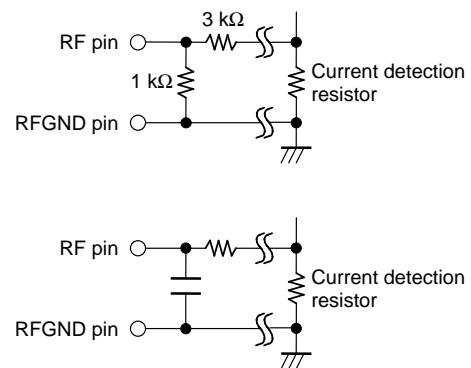 3 kΩ
RF pin
1 kΩ
Current detection
resistor
RFGND pin
RF pin
Current detection
resistor
RFGND pin